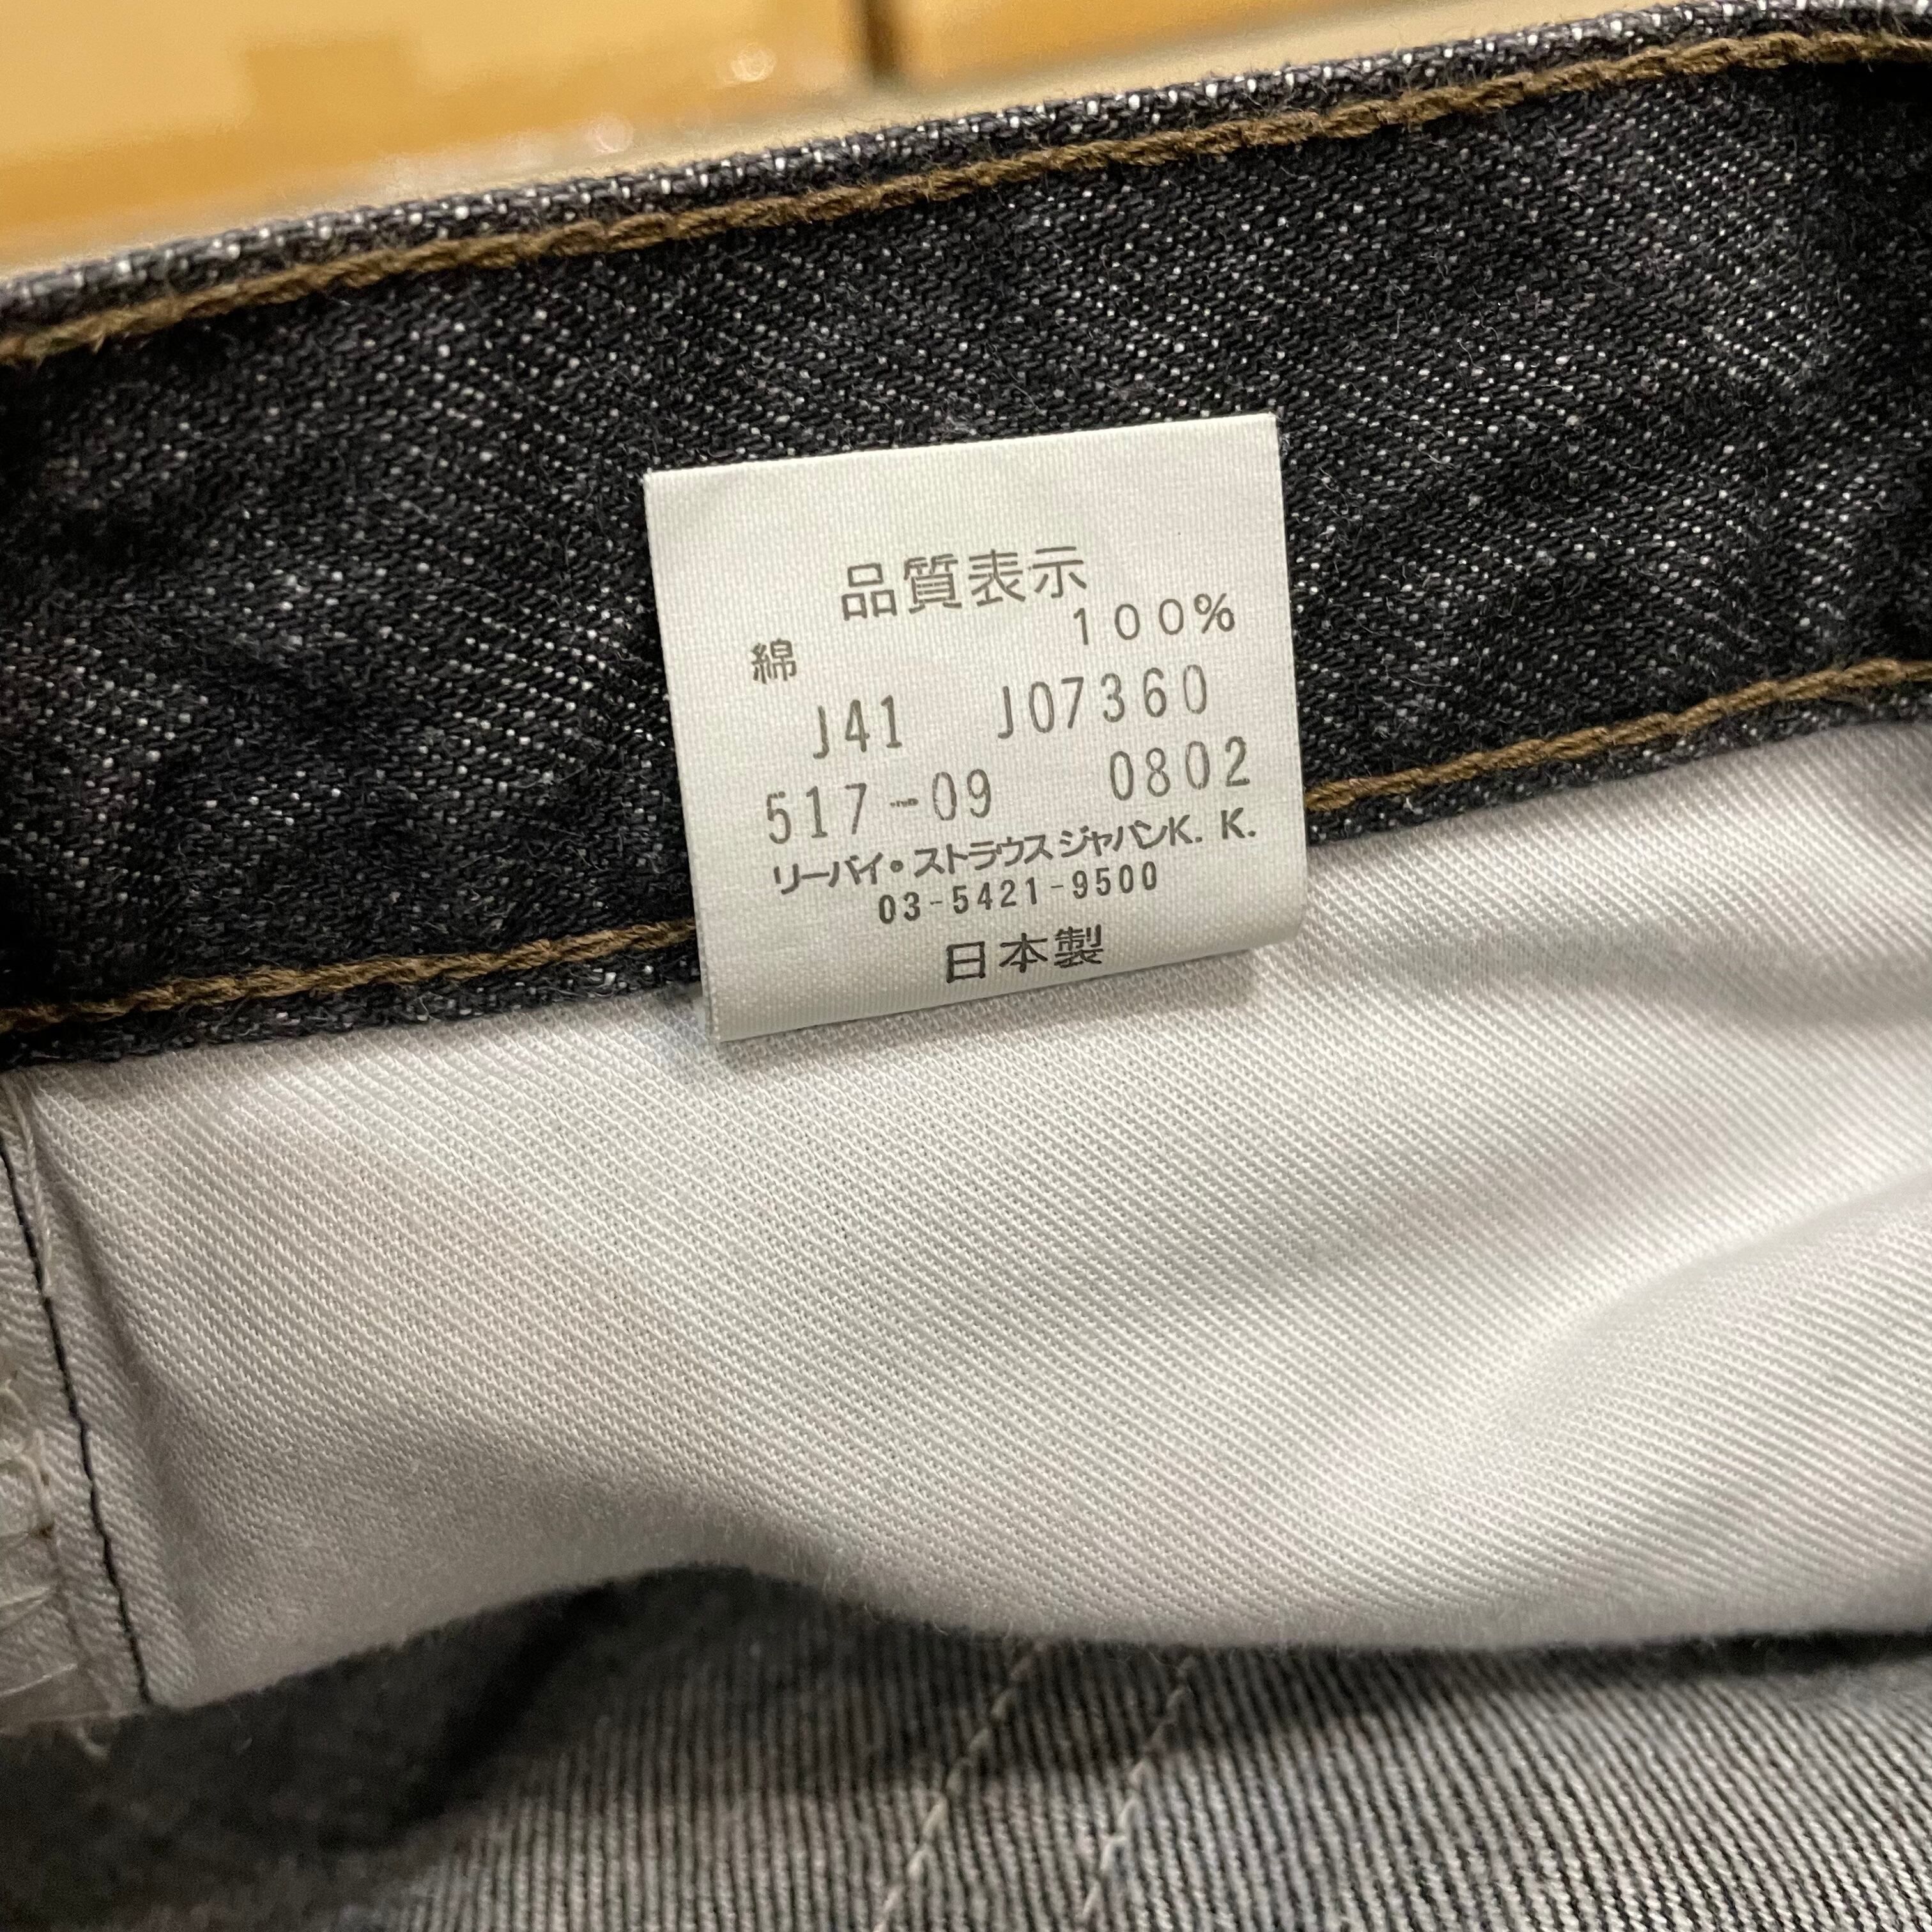 品質表示
綿 100%
J41 J07360
517-09 0802
リーバイ・ストラウスジャパンK.K.
03-5421-9500
日本製